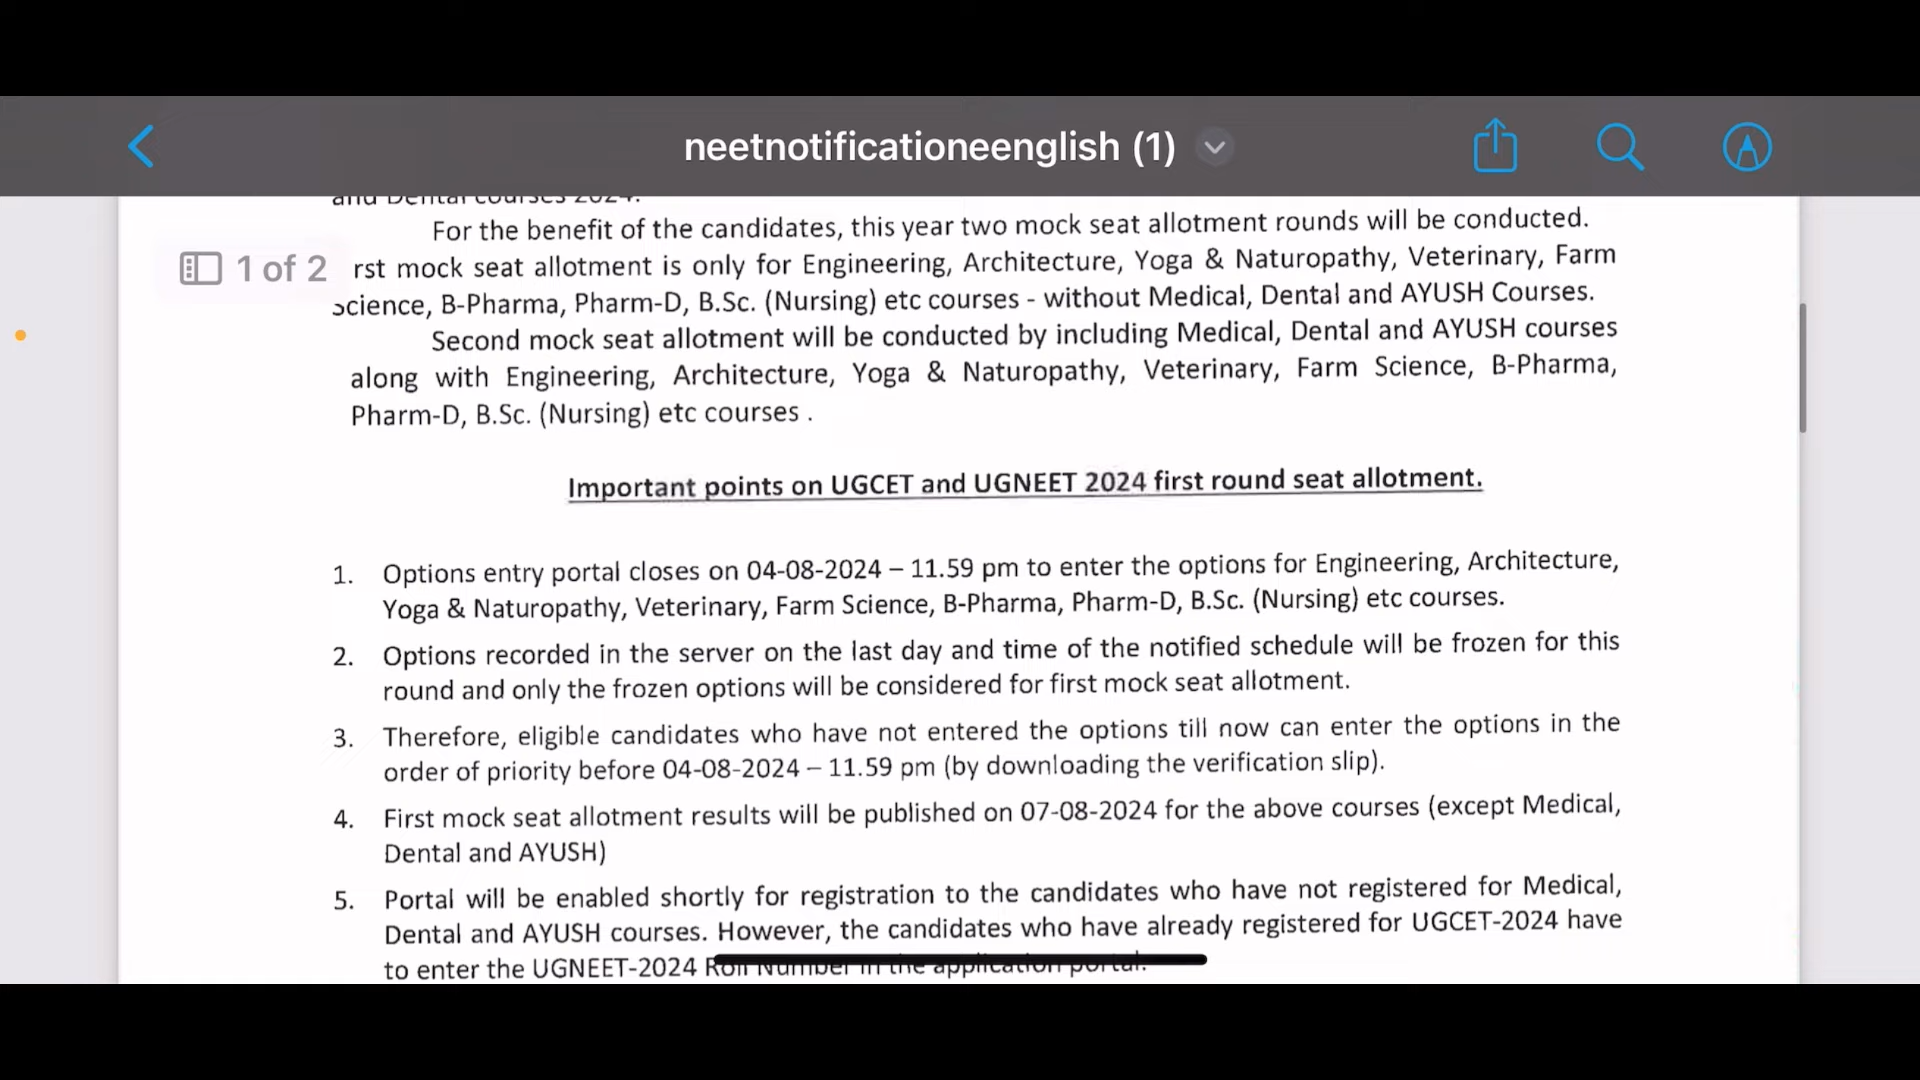 neetnotificationeenglish (1)
and Dental courses 2024.
For the benefit of the candidates, this year two mock seat allotment rounds will be conducted.
1 of 2
rst mock seat allotment is only for Engineering, Architecture, Yoga & Naturopathy, Veterinary, Farm
Science, B-Pharma, Pharm-D, B.Sc. (Nursing) etc courses - without Medical, Dental and AYUSH Courses.
Second mock seat allotment will be conducted by including Medical, Dental and AYUSH courses
along with Engineering, Architecture, Yoga & Naturopathy, Veterinary, Farm Science, B-Pharma,
Pharm-D, B.Sc. (Nursing) etc courses .
Important points on UGCET and UGNEET 2024 first round seat allotment.
1. Options entry portal closes on 04-08-2024 – 11.59 pm to enter the options for Engineering, Architecture,
Yoga & Naturopathy, Veterinary, Farm Science, B-Pharma, Pharm-D, B.Sc. (Nursing) etc courses.
2. Options recorded in the server on the last day and time of the notified schedule will be frozen for this
round and only the frozen options will be considered for first mock seat allotment.
3. Therefore, eligible candidates who have not entered the options till now can enter the options in the
order of priority before 04-08-2024 – 11.59 pm (by downloading the verification slip).
4. First mock seat allotment results will be published on 07-08-2024 for the above courses (except Medical,
Dental and AYUSH)
5. Portal will be enabled shortly for registration to the candidates who have not registered for Medical,
Dental and AYUSH courses. However, the candidates who have already registered for UGCET-2024 have
to enter the UGNEET-2024 Roll Number in the application portal.